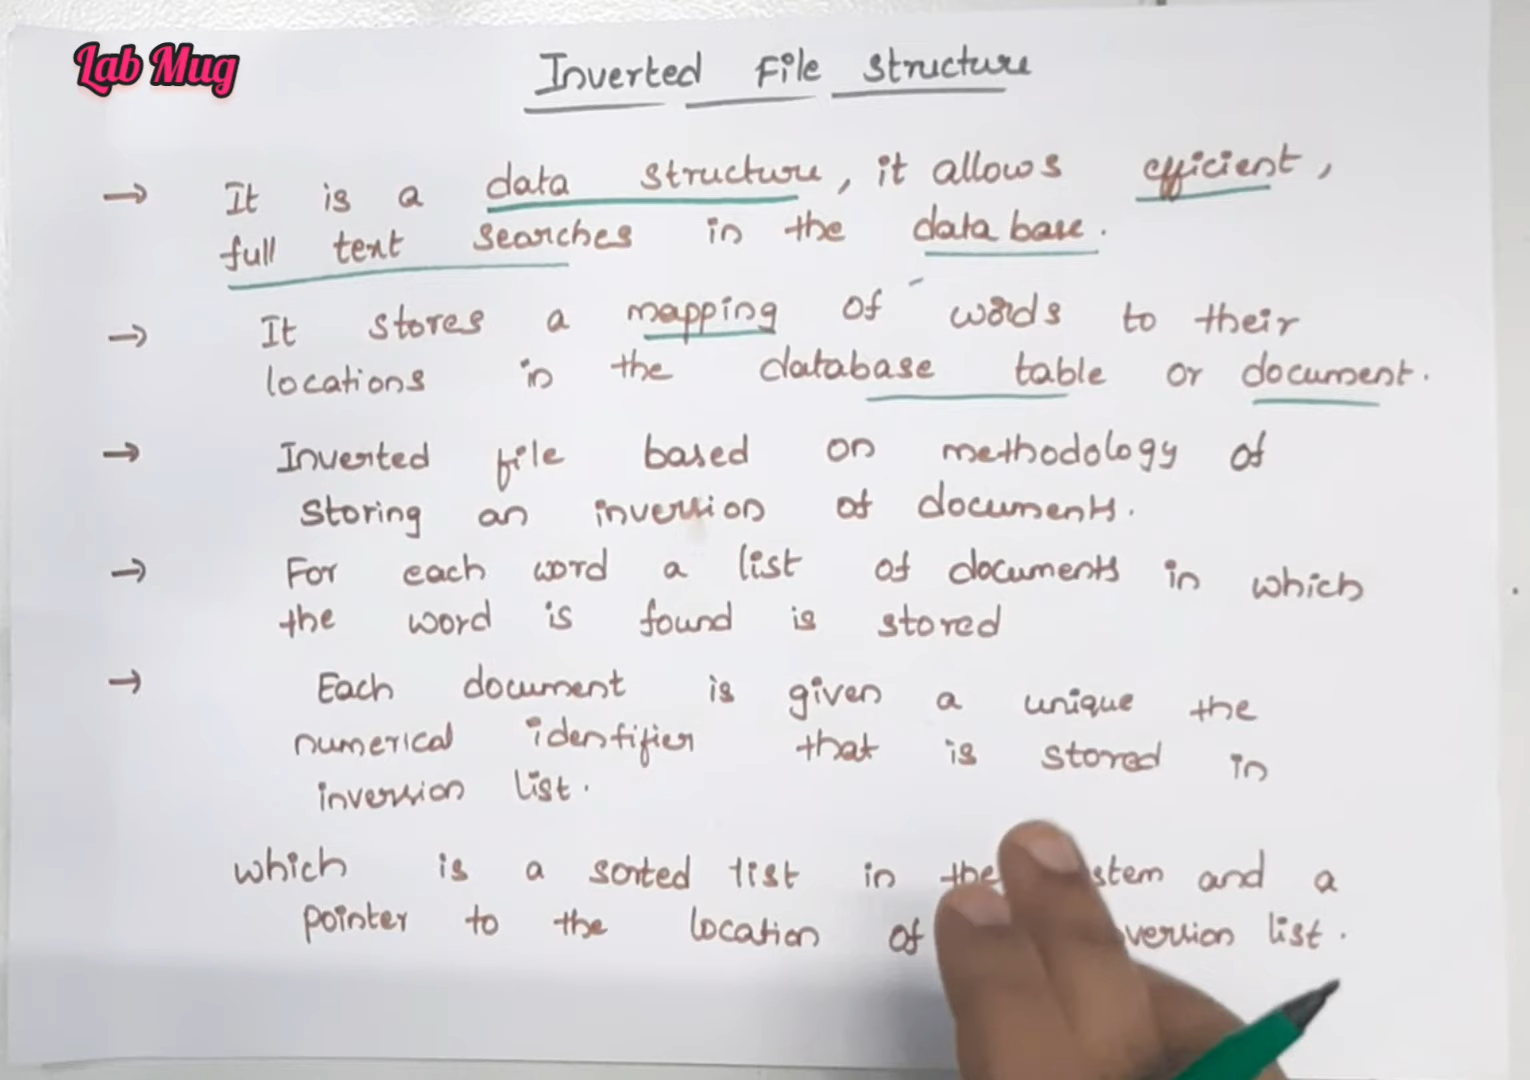 Lab Mug
Inverted File Structure
→ It is a data structure, it allows efficient,
full text searches in the data base.
→ It stores a mapping of words to their
locations in the database table or document.
→ Inverted file based on methodology of
storing an inversion of documents.
→ For each word a list of documents in which
the word is found is stored
→ Each document is given a unique the
numerical identifier that is stored in
inversion list.
which is a sorted list in the and a
pointer to the location of list.